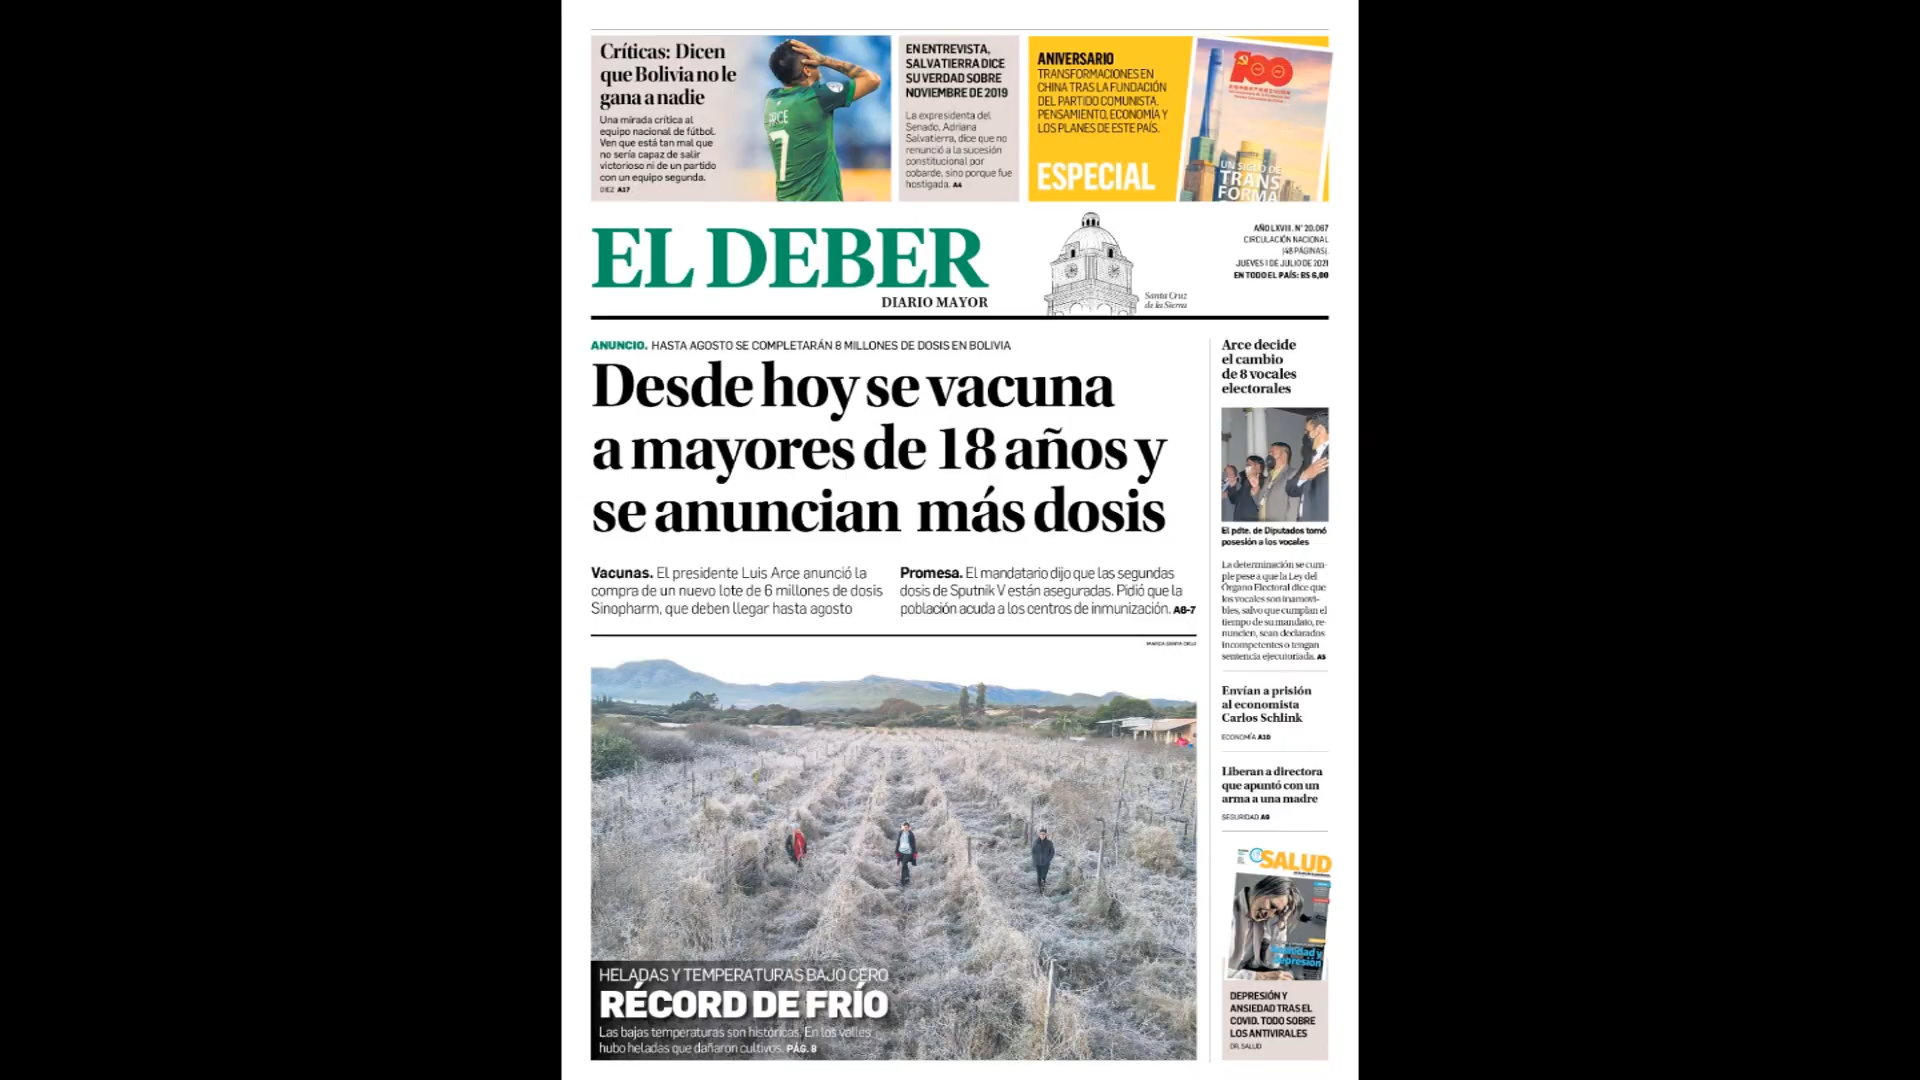 Críticas: Dicen
que Bolivia no le
gana a nadie
Una mirada crítica al
equipo nacional de fútbol.
Ven que está tan mal que
no sería capaz de salir
victorioso ni de un partido
con un equipo segunda.
DIEZ A17
ARCE
7
EN ENTREVISTA,
SALVATIERRA DICE
SU VERDAD SOBRE
NOVIEMBRE DE 2019
La expresidenta del
Senado, Adriana
Salvatierra, dice que no
renunció a la sucesión
constitucional por
cobarde, sino porque fue
hostigada. A4
ANIVERSARIO
TRANSFORMACIONES EN
CHINA TRAS LA FUNDACIÓN
DEL PARTIDO COMUNISTA.
PENSAMIENTO, ECONOMÍA Y
LOS PLANES DE ESTE PAÍS.
ESPECIAL
100
UN SIGLO DE
TRANS
FORMA
EL DEBER
DIARIO MAYOR
Santa Cruz
de la Sierra
AÑO LXVIII. N° 20.067
CIRCULACIÓN NACIONAL
(48 PÁGINAS).
JUEVES 1 DE JULIO DE 2021
EN TODO EL PAÍS: BS 6,00
ANUNCIO. HASTA AGOSTO SE COMPLETARÁN 8 MILLONES DE DOSIS EN BOLIVIA
Desde hoy se vacuna
a mayores de 18 años y
se anuncian más dosis
Vacunas. El presidente Luis Arce anunció la
compra de un nuevo lote de 6 millones de dosis
Sinopharm, que deben llegar hasta agosto
Promesa. El mandatario dijo que las segundas
dosis de Sputnik V están aseguradas. Pidió que la
población acuda a los centros de inmunización. A6-7
HELADAS Y TEMPERATURAS BAJO CERO
RÉCORD DE FRÍO
Las bajas temperaturas son históricas. En los valles
hubo heladas que dañaron cultivos. PÁG. 8
Arce decide
el cambio
de 8 vocales
electorales
El pdte. de Diputados tomó
posesión a los vocales
La determinación se cum-
ple pese a que la Ley del
Órgano Electoral dice que
los vocales son inamovi-
bles, salvo que cumplan el
tiempo de su mandato, re-
nuncien, sean declarados
incompetentes o tengan
sentencia ejecutoriada. A5
Envían a prisión
al economista
Carlos Schlink
ECONOMÍA A10
Liberan a directora
que apuntó con un
arma a una madre
SEGURIDAD A9
SALUD
Ansiedad y
depresión
DEPRESIÓN Y
ANSIEDAD TRAS EL
COVID. TODO SOBRE
LOS ANTIVIRALES
DR. SALUD